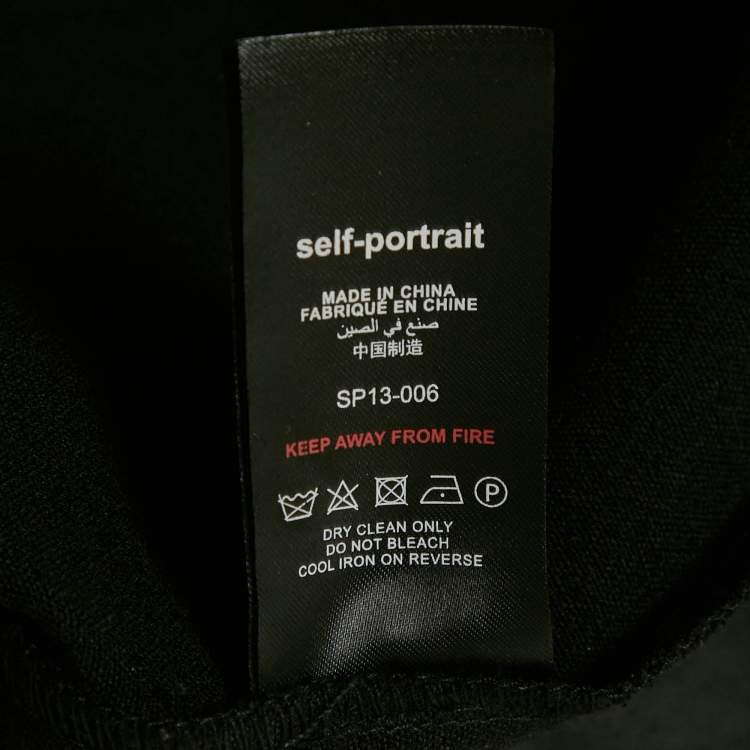 self-portrait
MADE IN CHINA
FABRIQUÉ EN CHINE
صنع في الصين
中国制造
SP13-006
KEEP AWAY FROM FIRE
P
DRY CLEAN ONLY
DO NOT BLEACH
COOL IRON ON REVERSE